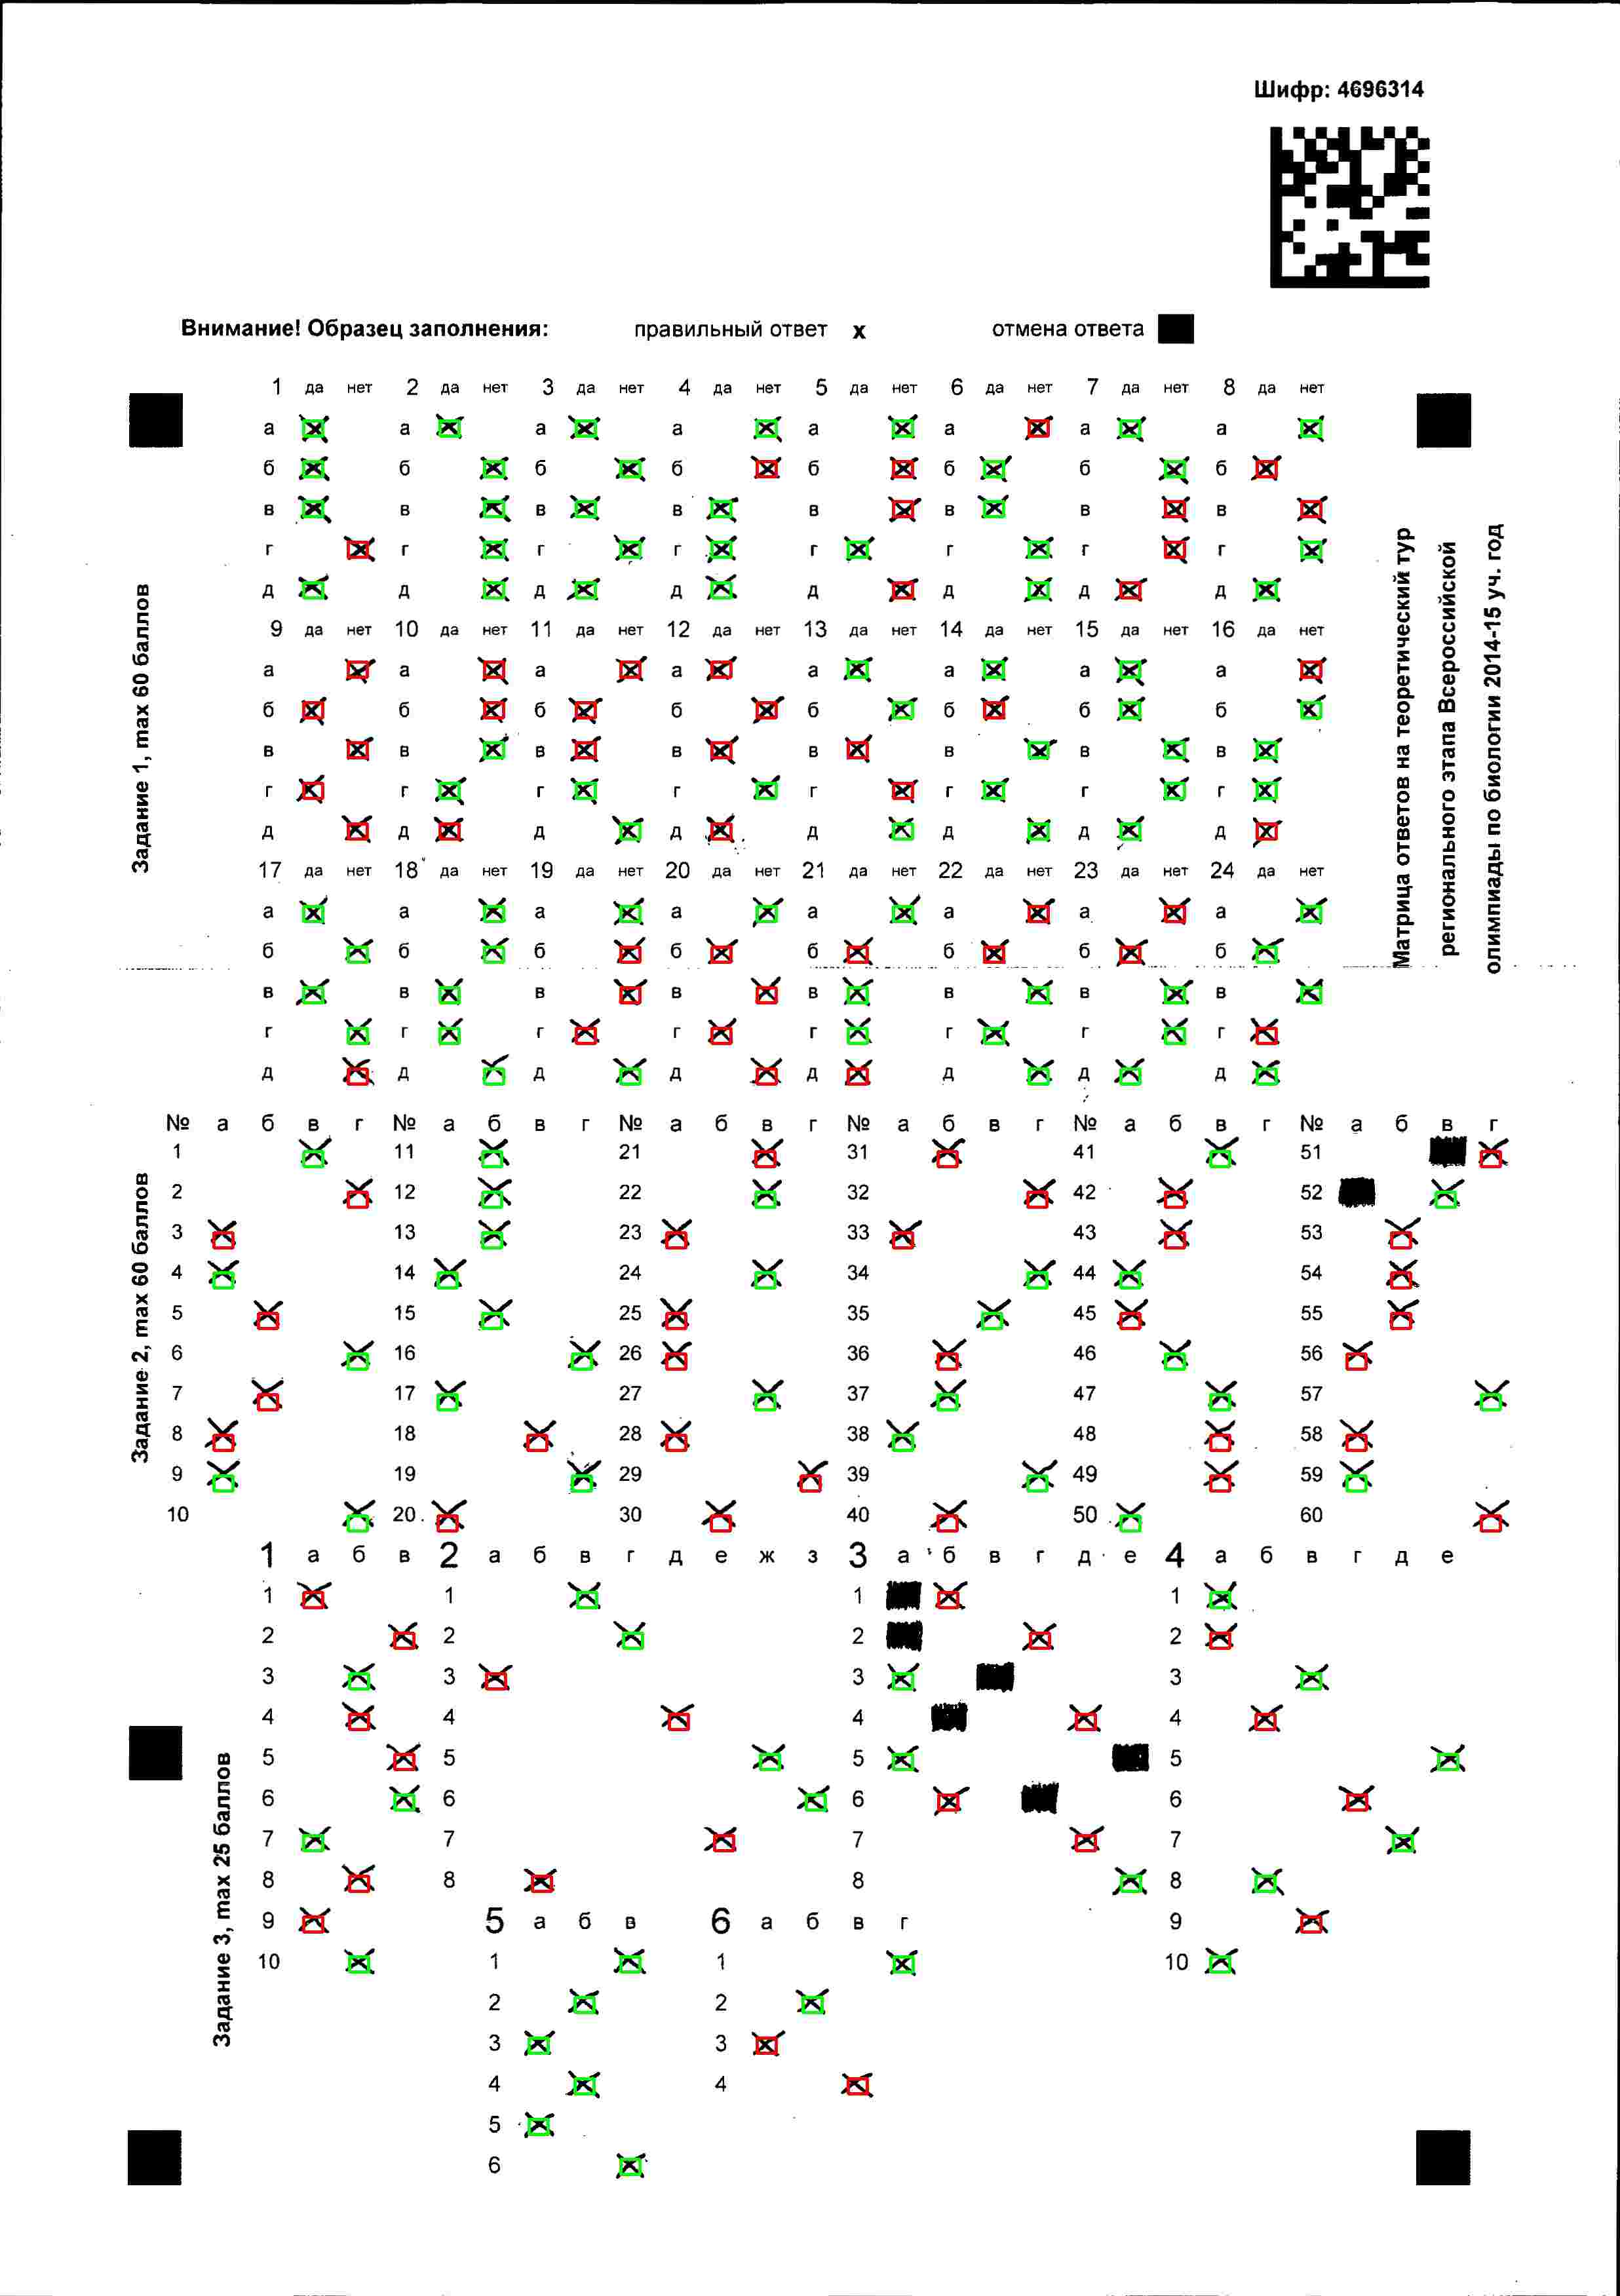 Шифр: 4696314
Внимание! Образец заполнения: правильный ответ x отмена ответа
Матрица ответов на теоретический тур
регионального этапа Всероссийской
олимпиады по биологии 2014-15 уч. год
Задание 1, max 60 баллов
1 да нет 2 да нет 3 да нет 4 да нет 5 да нет 6 да нет 7 да нет 8 да нет
а а а а а а а а
б б б б б б б б
в в в в в в в в
г г г г г г г г
д д д д д д д д
9 да нет 10 да нет 11 да нет 12 да нет 13 да нет 14 да нет 15 да нет 16 да нет
а а а а а а а а
б б б б б б б б
в в в в в в в в
г г г г г г г г
д д д д д д д д
17 да нет 18 да нет 19 да нет 20 да нет 21 да нет 22 да нет 23 да нет 24 да нет
а а а а а а а а
б б б б б б б б
в в в в в в в в
г г г г г г г г
д д д д д д д д
Задание 2, max 60 баллов
№ а б в г № а б в г № а б в г № а б в г № а б в г № а б в г
1 11 21 31 41 51
2 12 22 32 42 52
3 13 23 33 43 53
4 14 24 34 44 54
5 15 25 35 45 55
6 16 26 36 46 56
7 17 27 37 47 57
8 18 28 38 48 58
9 19 29 39 49 59
10 20 30 40 50 60
Задание 3, max 25 баллов
1 а б в 2 а б в г д е ж з 3 а б в г д е 4 а б в г д е
1 1 1 1
2 2 2 2
3 3 3 3
4 4 4 4
5 5 5 5
6 6 6 6
7 7 7 7
8 8 8 8
9 5 а б в 6 а б в г 9
10 1 1 10
2 2
3 3
4 4
5
6